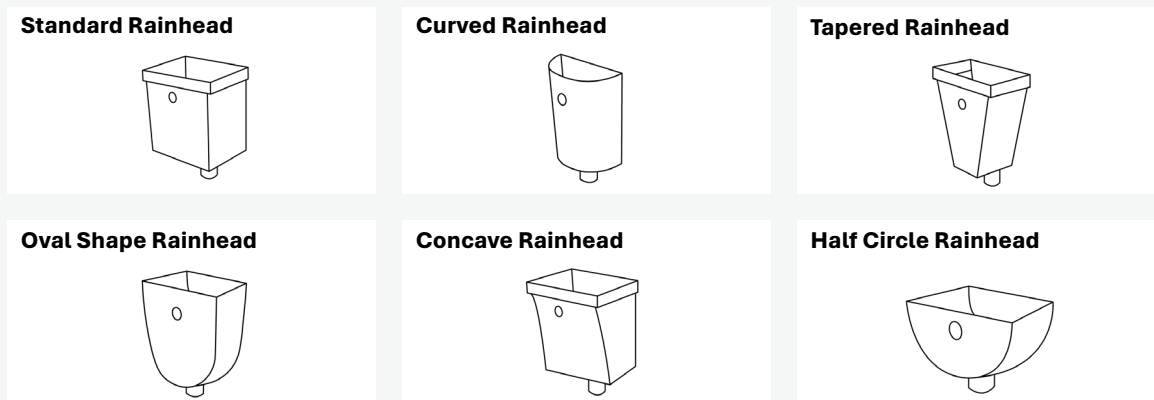 Standard Rainhead
Curved Rainhead
Tapered Rainhead
Oval Shape Rainhead
Concave Rainhead
Half Circle Rainhead